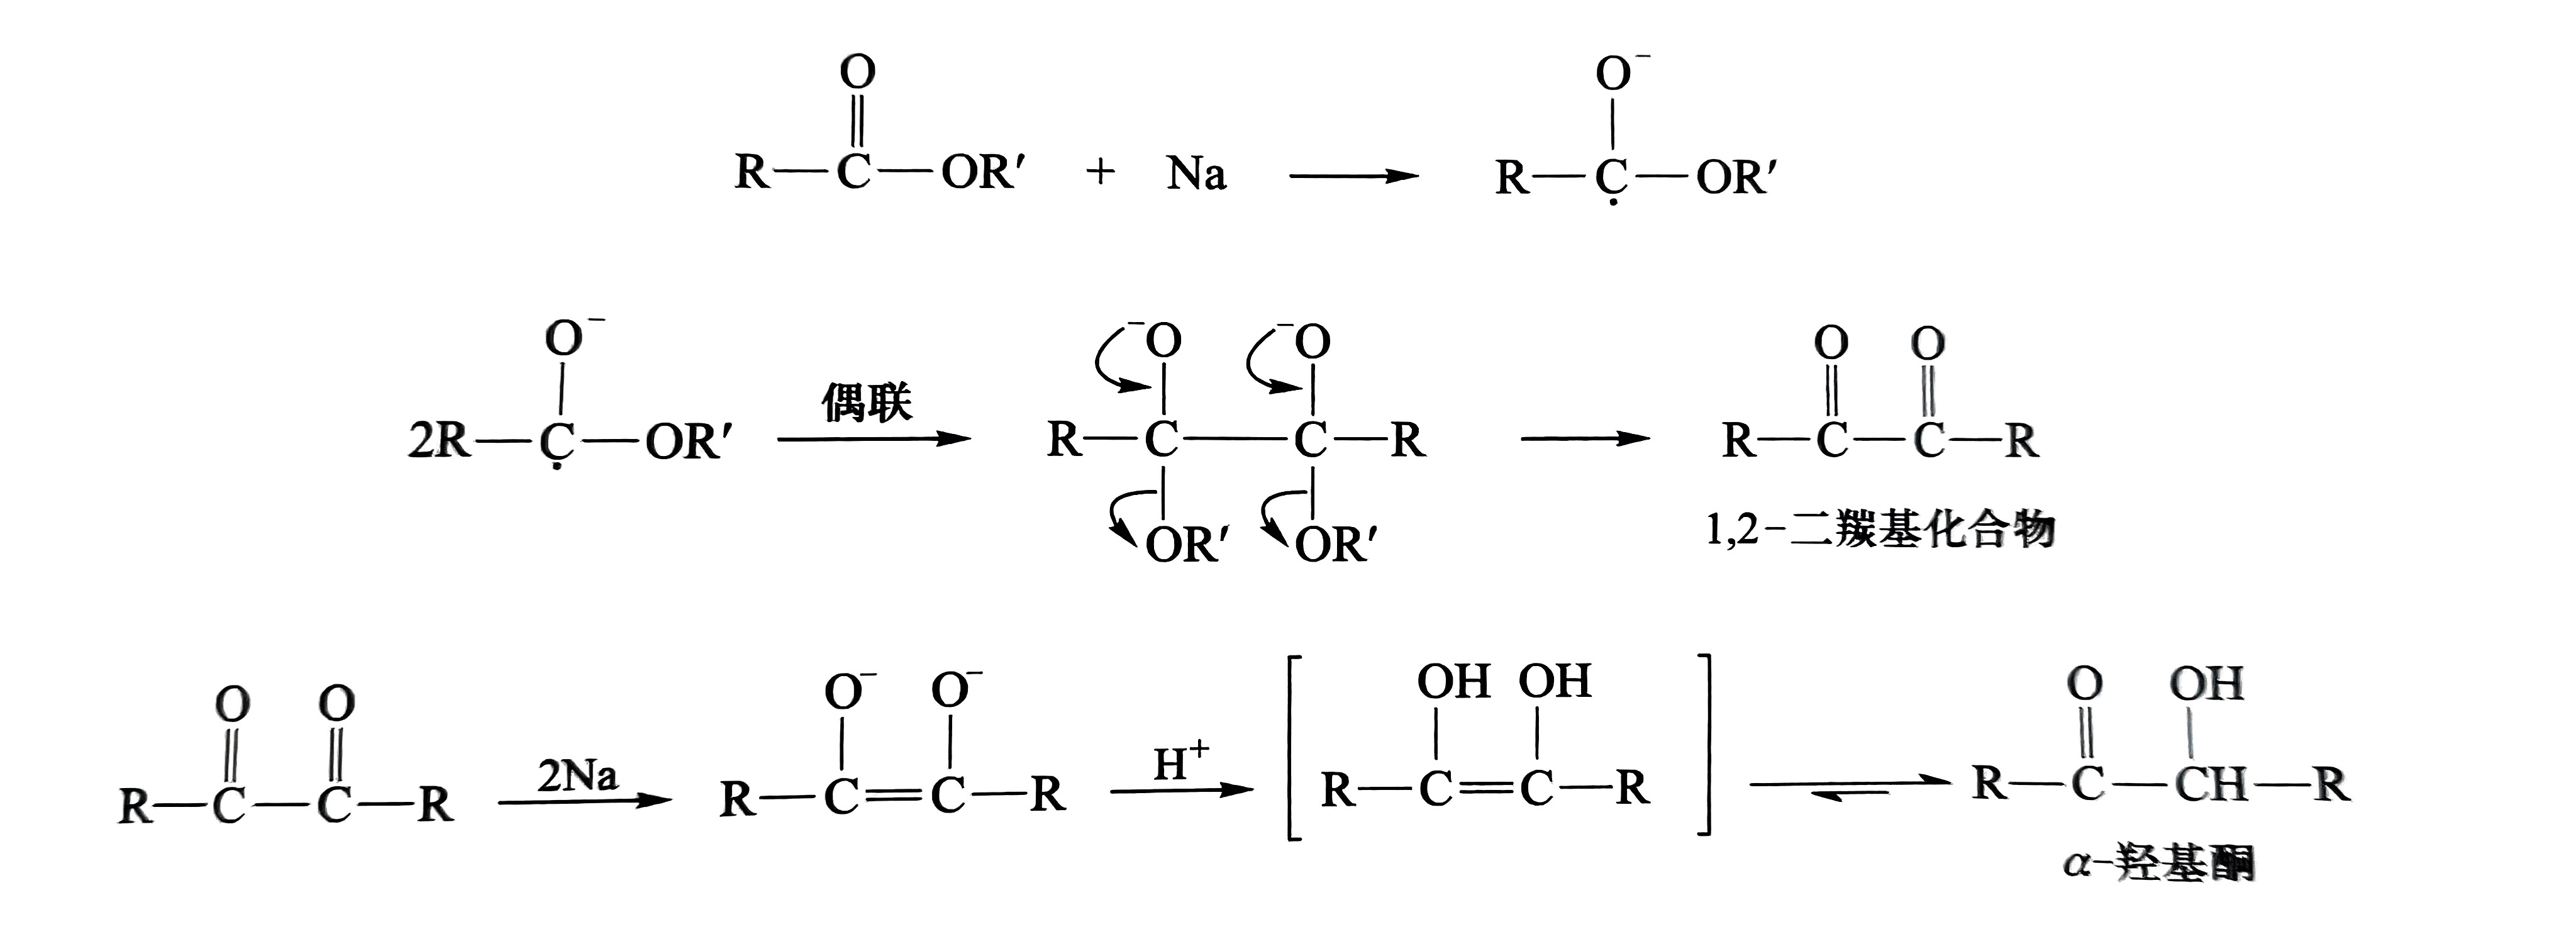 O O⁻
R—C—OR′ + Na ⟶ R—C—OR′
O⁻ ⁻O ⁻O O O
2R—C—OR′ 偶联 R—C—C—R ⟶ R—C—C—R
OR′ OR′ 1,2-二羰基化合物
O O O⁻ O⁻ OH OH O OH
R—C—C—R 2Na R—C=C—R H⁺ [R—C=C—R] ⇌ R—C—CH—R
α-羟基酮